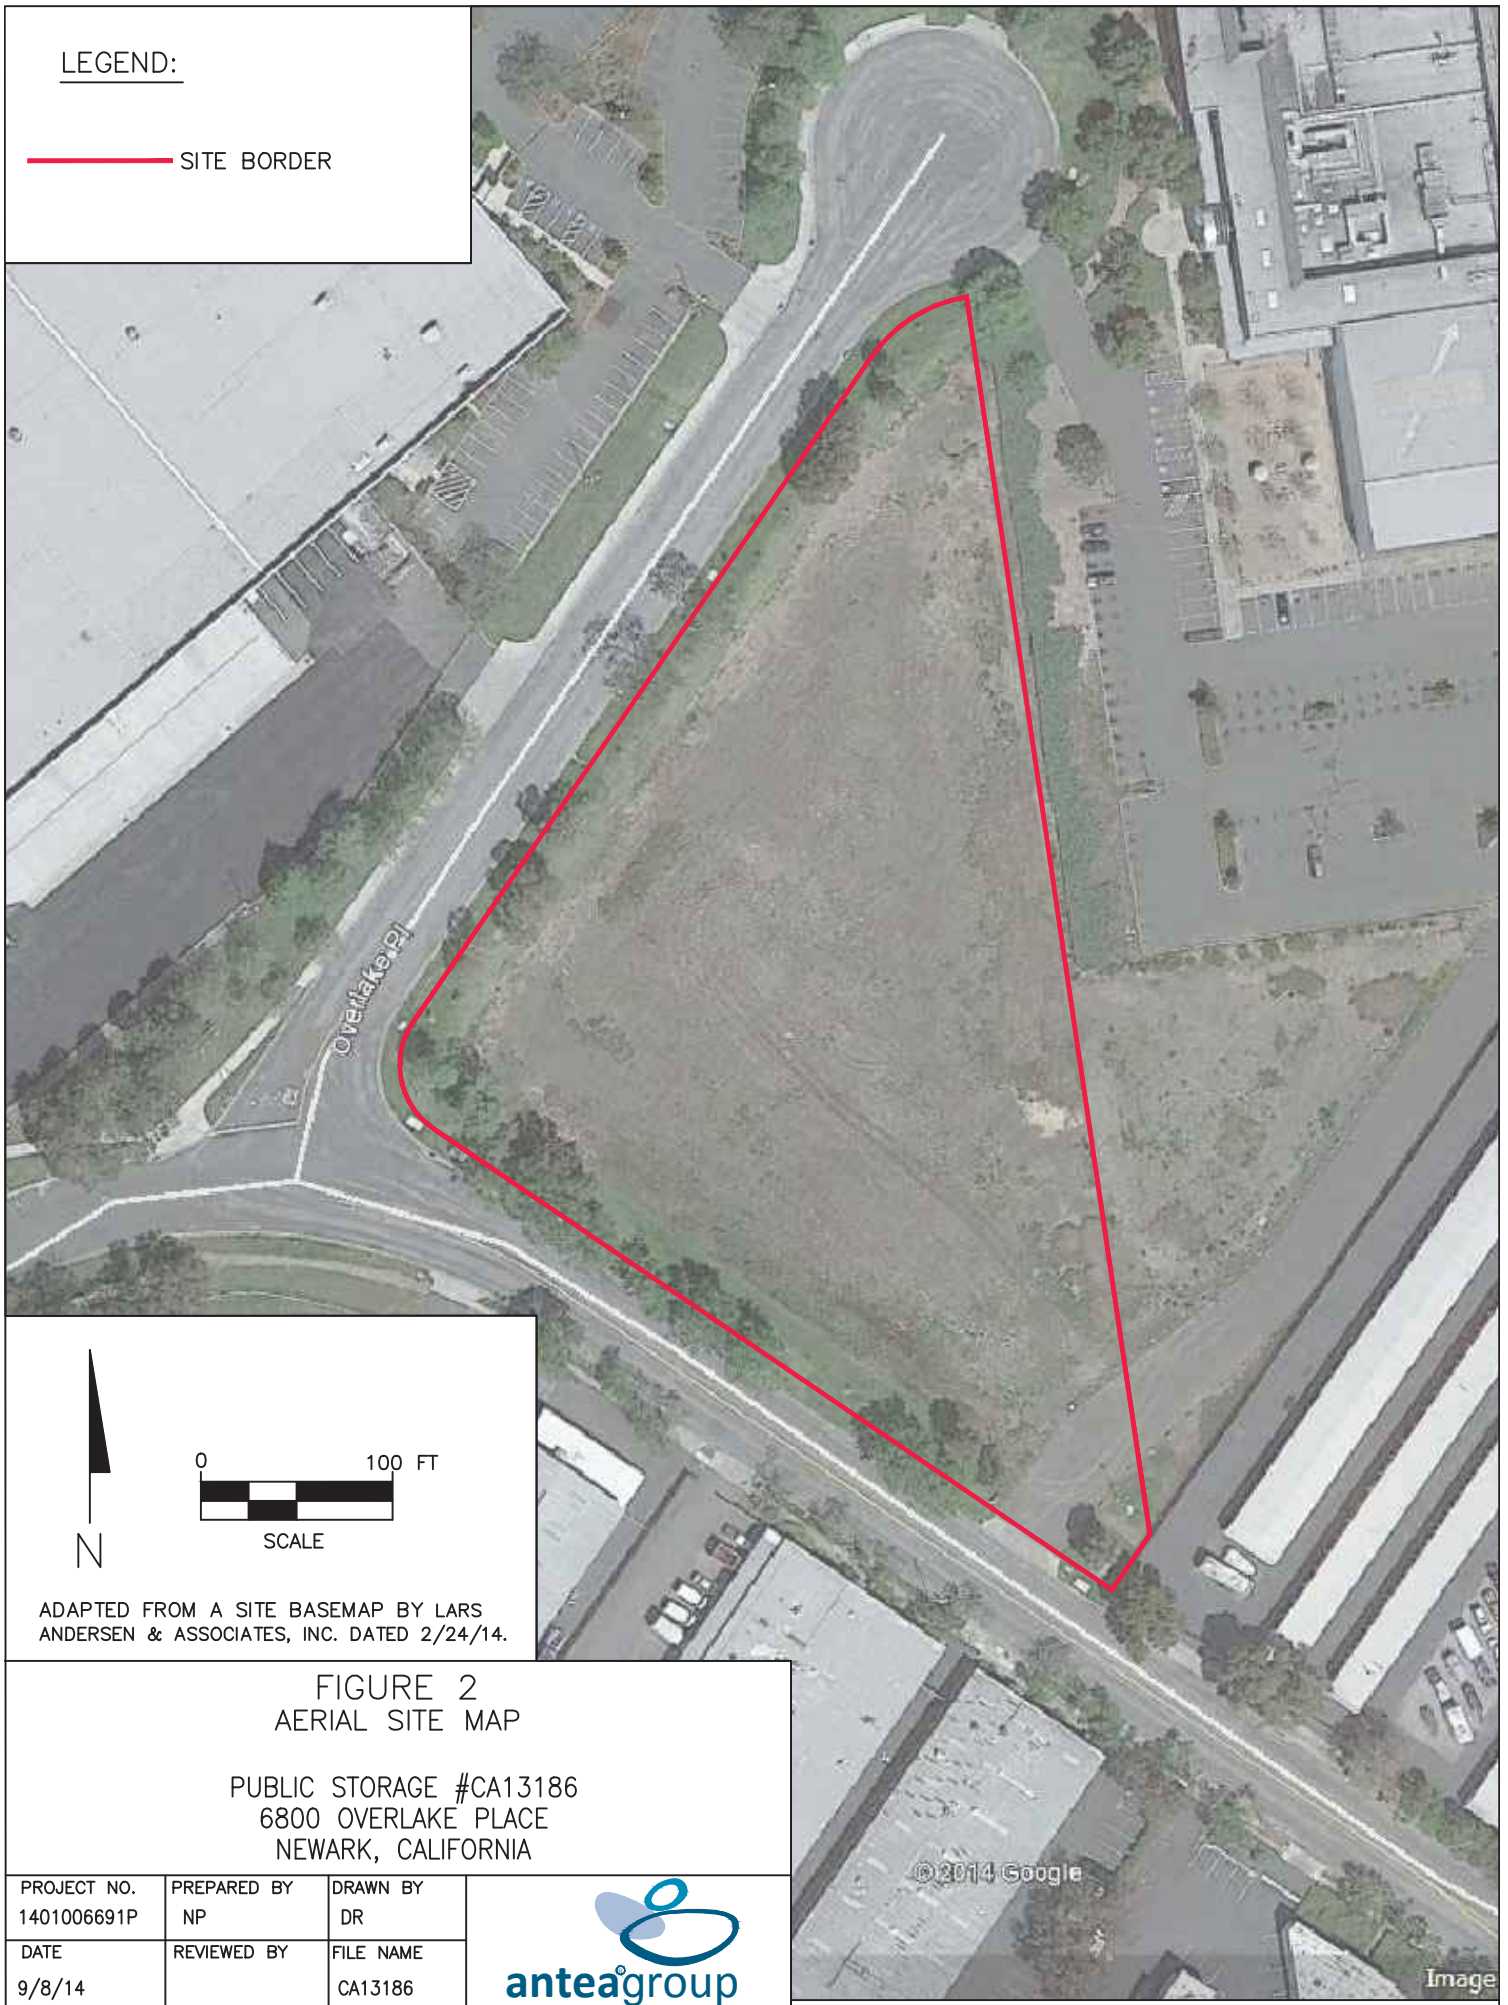 LEGEND:
SITE BORDER
Overlake Pl
0 100 FT
SCALE
N
ADAPTED FROM A SITE BASEMAP BY LARS
ANDERSEN & ASSOCIATES, INC. DATED 2/24/14.
FIGURE 2
AERIAL SITE MAP
PUBLIC STORAGE #CA13186
6800 OVERLAKE PLACE
NEWARK, CALIFORNIA
PROJECT NO.
1401006691P
PREPARED BY
NP
DRAWN BY
DR
DATE
9/8/14
REVIEWED BY
FILE NAME
CA13186
anteagroup
© 2014 Google
Image